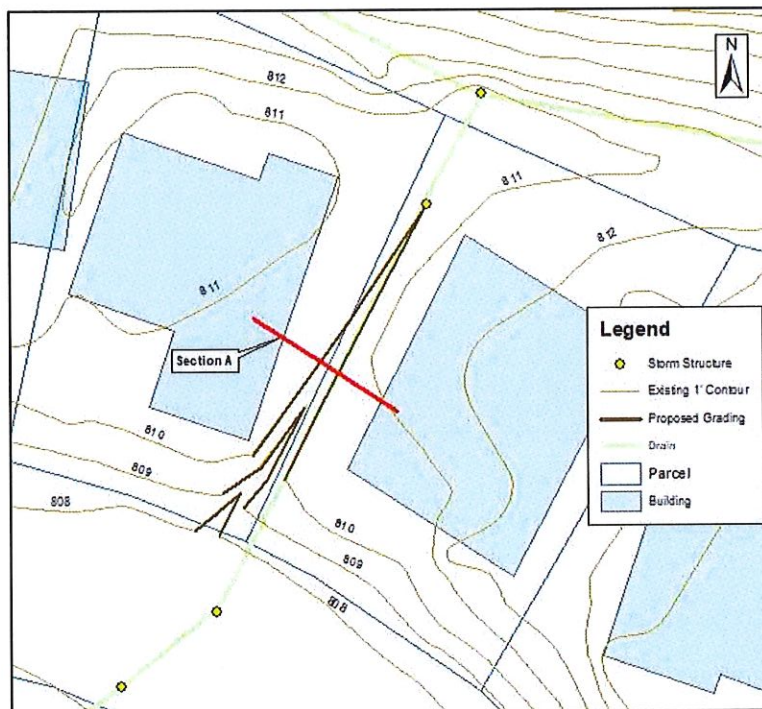 N
812
811
811
812
811
Section A
810
809
808
810
809
808
Legend
Storm Structure
Existing 1' Contour
Proposed Grading
Drain
Parcel
Building